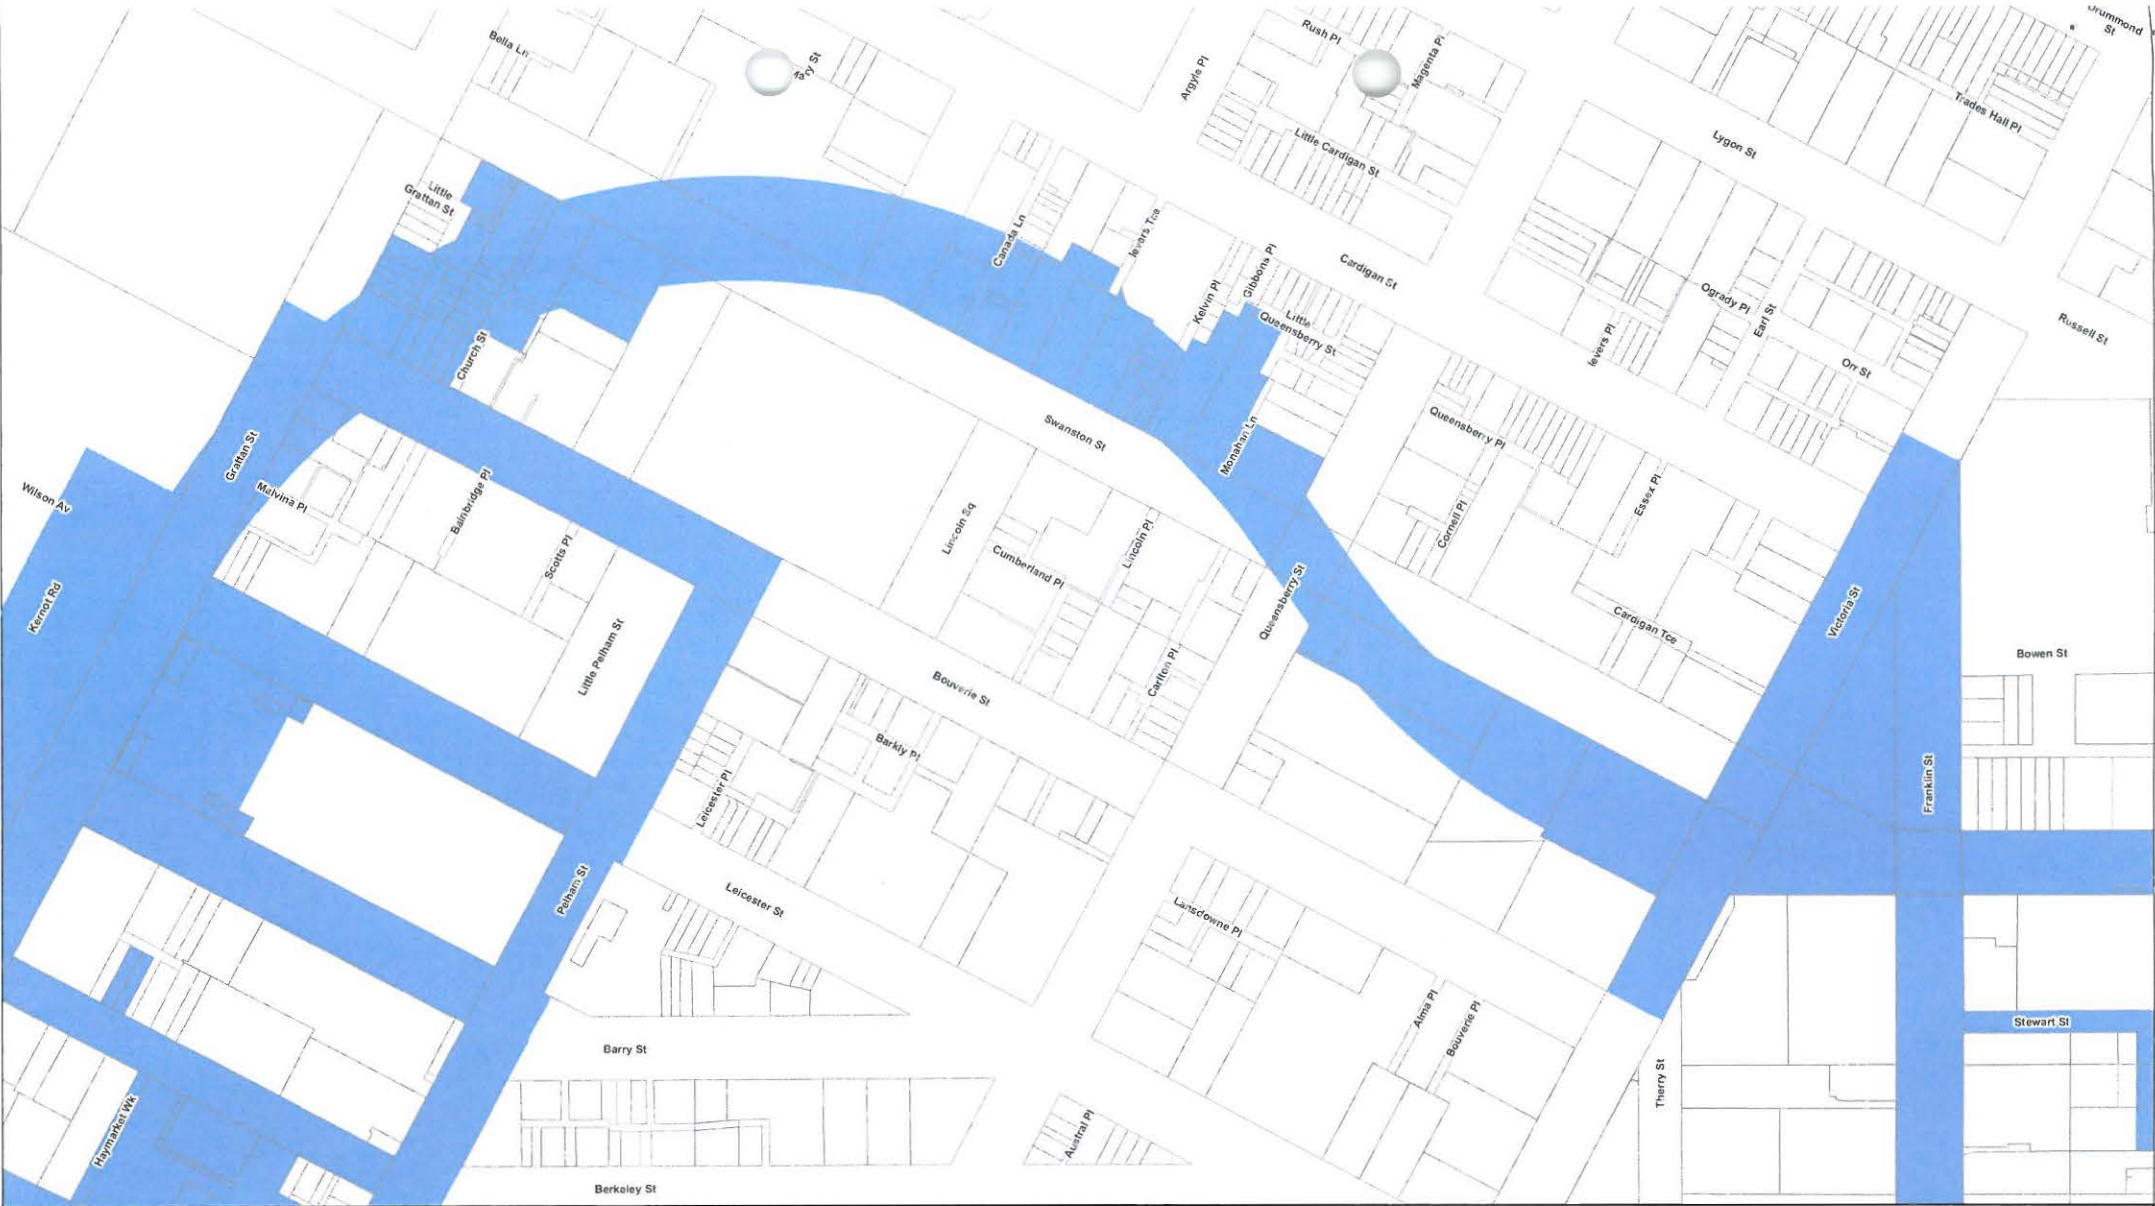 Drummond
St
Rush Pl
Magenta Pl
Bella Ln
Argyle Pl
Trades Hall Pl
Lygon St
Little Cardigan St
Little
Grattan St
Canada Ln
Ievers Tce
Gibbons Pl
Cardigan St
Kelvin Pl
Ogrady Pl
Earl St
Russell St
Little
Queensberry St
Ievers Pl
Church St
Orr St
Swanston St
Queensberry Pl
Monahan Ln
Grattan St
Wilson Av
Malvina Pl
Bainbridge Pl
Essex Pl
Lincoln Sq
Cornell Pl
Lincoln Pl
Scotts Pl
Cumberland Pl
Kernot Rd
Queensberry St
Victoria St
Cardigan Tce
Little Pelham St
Bowen St
Carlton Pl
Bouverie St
Barkly Pl
Leicester Pl
Franklin St
Pelham St
Leicester St
Lansdowne Pl
Alma Pl
Bouverie Pl
Stewart St
Barry St
Therry St
Haymarket Wk
Austral Pl
Berkeley St